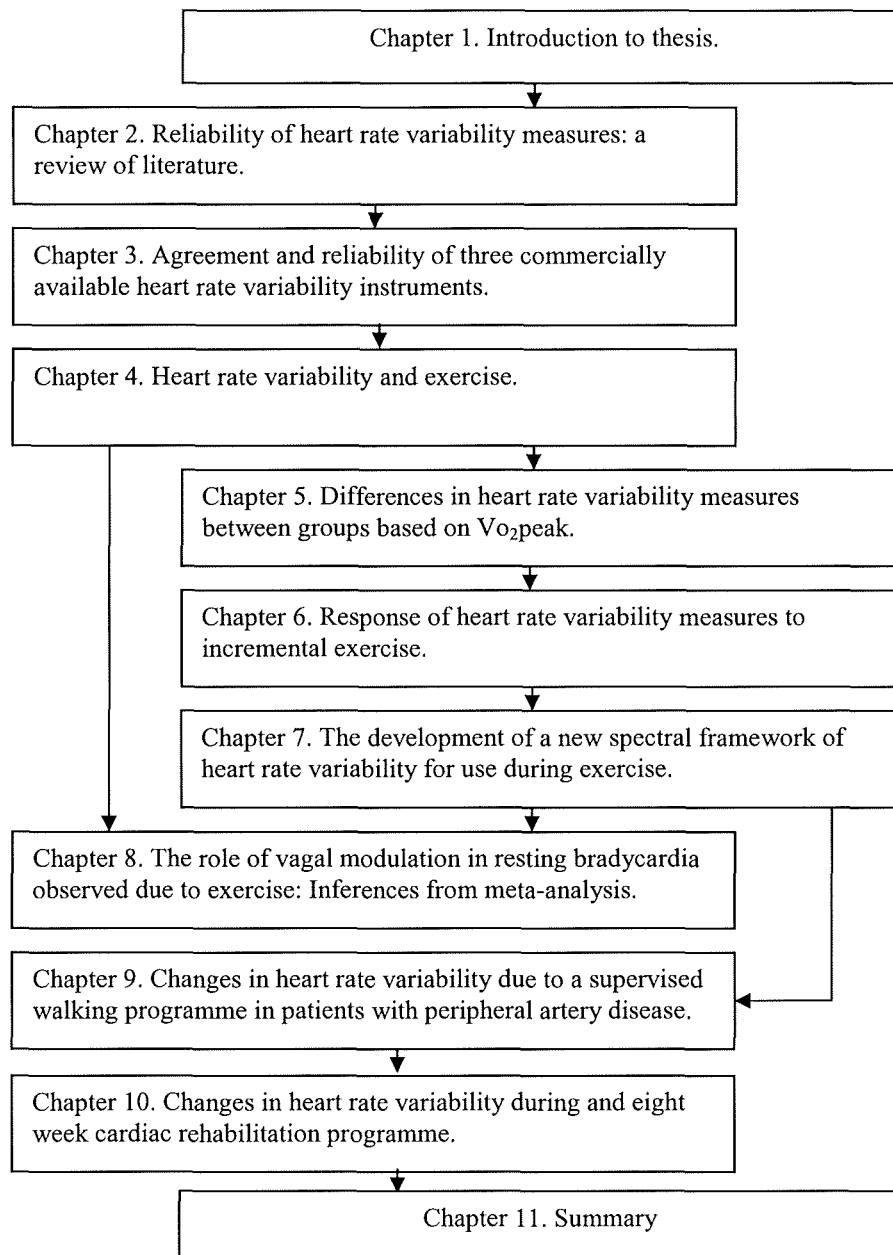 Chapter 1. Introduction to thesis.
Chapter 2. Reliability of heart rate variability measures: a
review of literature.
Chapter 3. Agreement and reliability of three commercially
available heart rate variability instruments.
Chapter 4. Heart rate variability and exercise.
Chapter 5. Differences in heart rate variability measures
between groups based on Vo₂peak.
Chapter 6. Response of heart rate variability measures to
incremental exercise.
Chapter 7. The development of a new spectral framework of
heart rate variability for use during exercise.
Chapter 8. The role of vagal modulation in resting bradycardia
observed due to exercise: Inferences from meta-analysis.
Chapter 9. Changes in heart rate variability due to a supervised
walking programme in patients with peripheral artery disease.
Chapter 10. Changes in heart rate variability during and eight
week cardiac rehabilitation programme.
Chapter 11. Summary